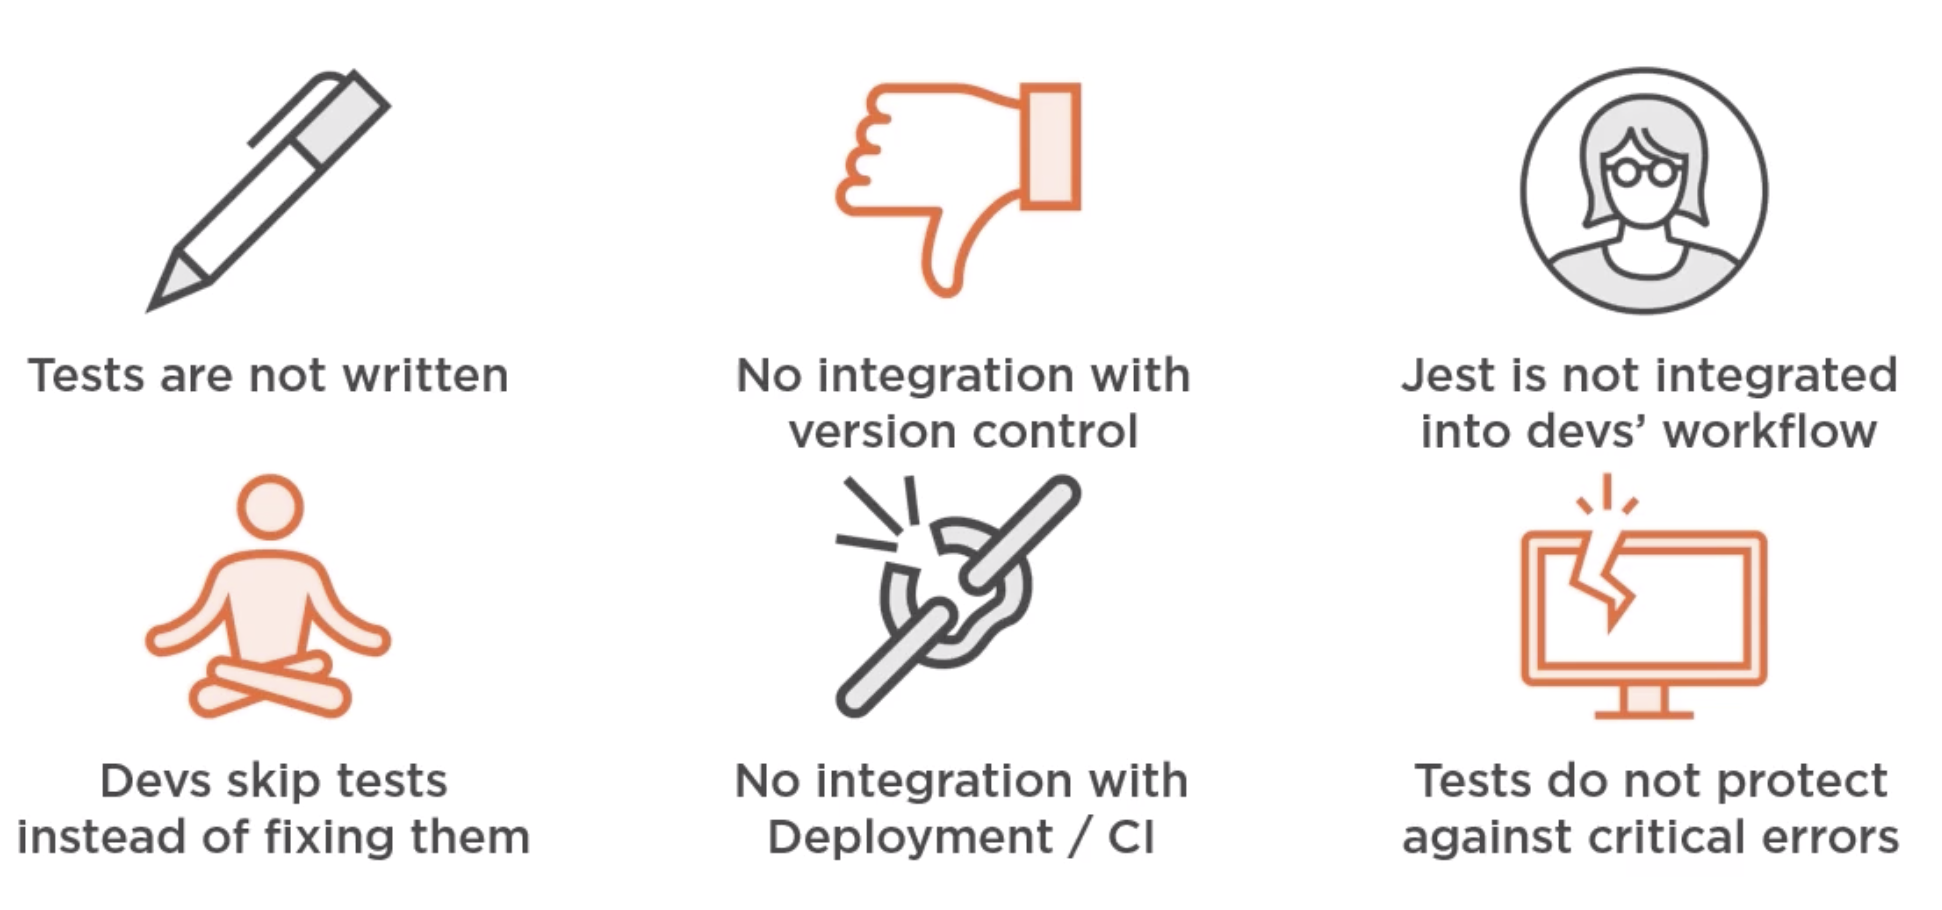 Tests are not written
No integration with
version control
Jest is not integrated
into devs’ workflow
Devs skip tests
instead of fixing them
No integration with
Deployment / CI
Tests do not protect
against critical errors